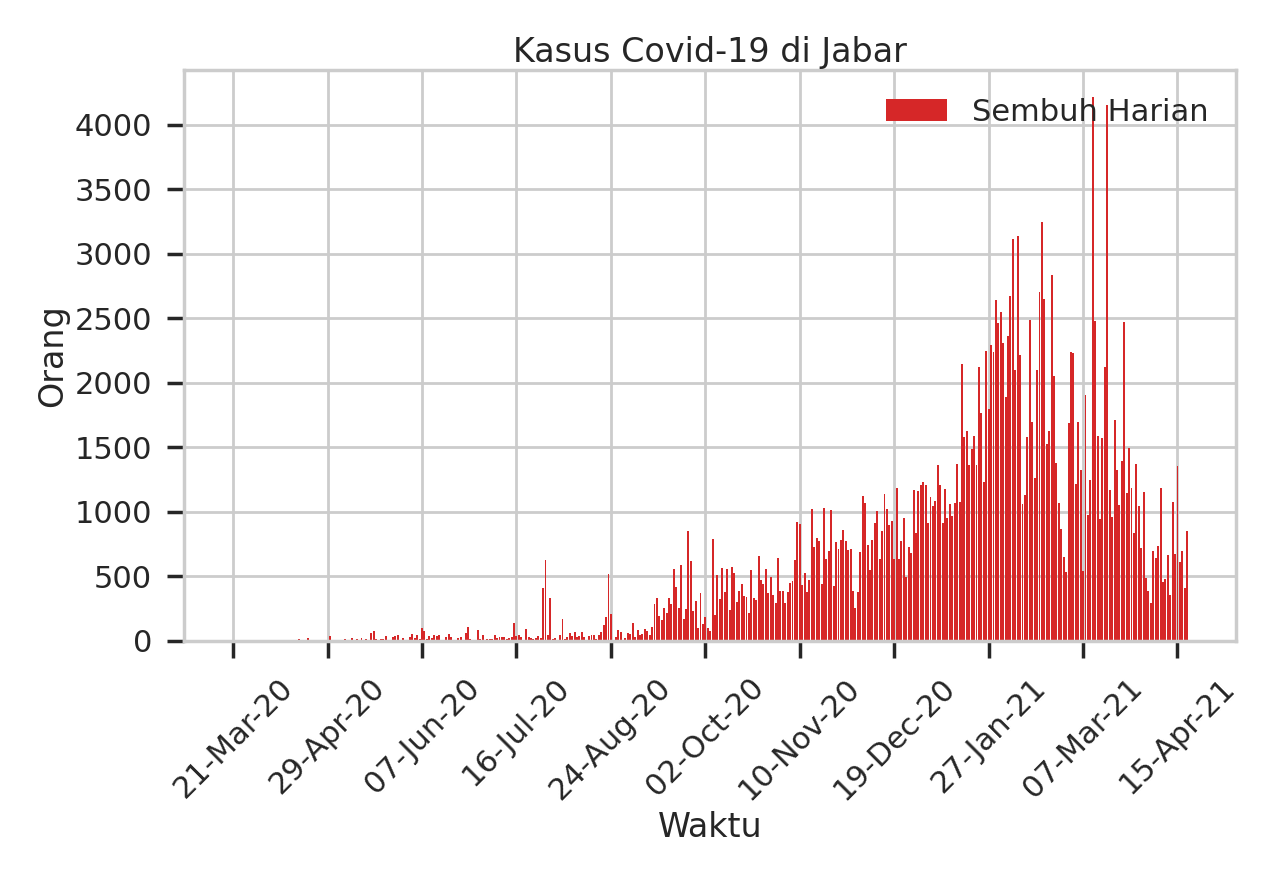 Kasus Covid-19 di Jabar
Sembuh Harian
Orang
4000
3500
3000
2500
2000
1500
1000
500
0
21-Mar-20
29-Apr-20
07-Jun-20
16-Jul-20
24-Aug-20
02-Oct-20
10-Nov-20
19-Dec-20
27-Jan-21
07-Mar-21
15-Apr-21
Waktu